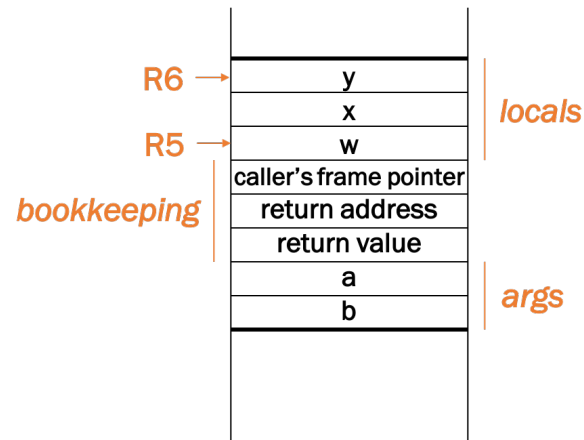 R6
y
x
locals
R5
w
caller's frame pointer
bookkeeping
return address
return value
a
args
b